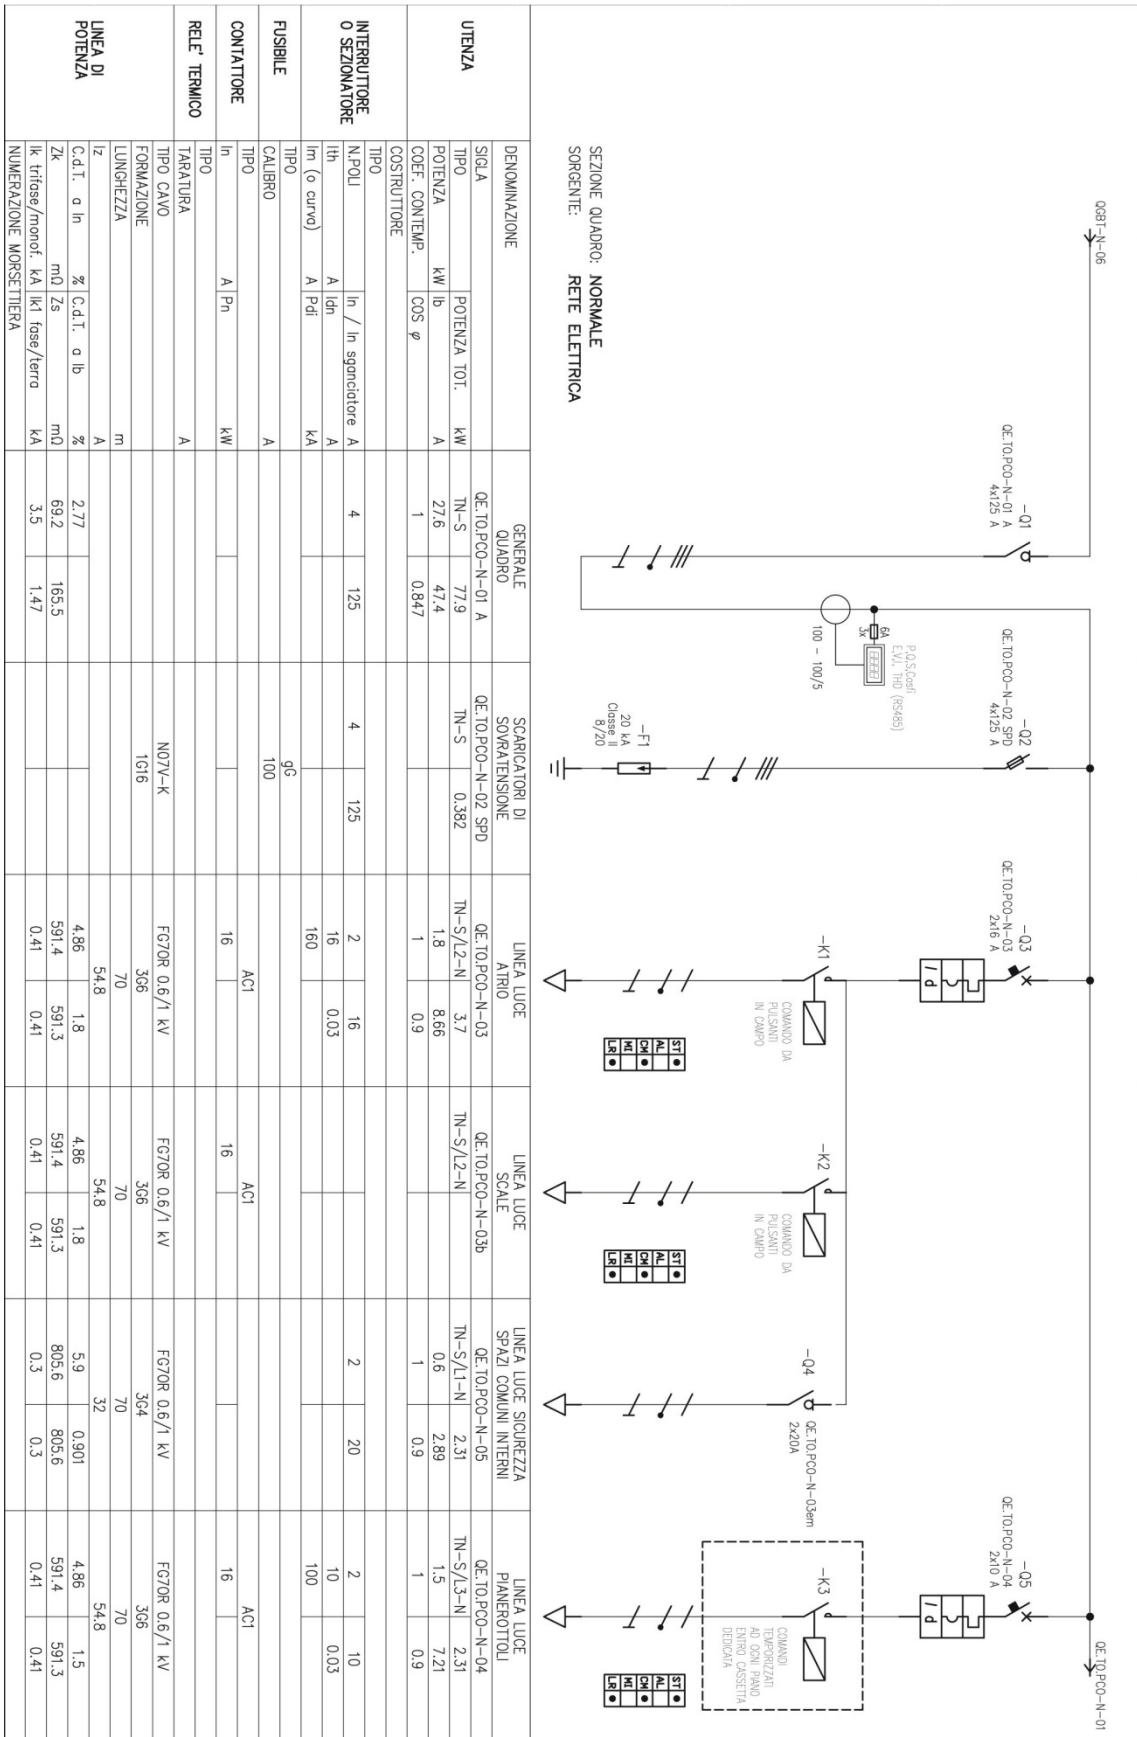 QGBT-N-06
QE.TO.PCO-N-01
SEZIONE QUADRO: NORMALE
SORGENTE: RETE ELETTRICA
-Q1
QE.TO.PCO-N-01 A
4x125 A
6A
3x
P,Q,S,Cosfi
E,V,I, THD (RS485)
100 - 100/5
-Q2
QE.TO.PCO-N-02 SPD
4x125 A
-F1
20 kA
Classe II
8/20
-Q3
QE.TO.PCO-N-03
2x16 A
I d
-K1
COMANDO DA
PULSANTI
IN CAMPO
ST
AL
CM
MI
LR
-K2
COMANDO DA
PULSANTI
IN CAMPO
ST
AL
CM
MI
LR
-Q4
QE.TO.PCO-N-03em
2x20A
-Q5
QE.TO.PCO-N-04
2x10 A
I d
-K3
COMANDI
TEMPORIZZATI
AD OGNI PIANO
ENTRO CASSETTA
DEDICATA
ST
AL
CM
MI
LR
UTENZA
DENOMINAZIONE GENERALE QUADRO SCARICATORI DI SOVRATENSIONE LINEA LUCE ATRIO LINEA LUCE SCALE LINEA LUCE SICUREZZA SPAZI COMUNI INTERNI LINEA LUCE PIANEROTTOLI
SIGLA QE.TO.PCO-N-01 A QE.TO.PCO-N-02 SPD QE.TO.PCO-N-03 QE.TO.PCO-N-03b QE.TO.PCO-N-05 QE.TO.PCO-N-04
TIPO POTENZA TOT. kW TN-S 77.9 TN-S 0.382 TN-S/L2-N 3.7 TN-S/L2-N TN-S/L1-N 2.31 TN-S/L3-N 2.31
POTENZA kW Ib A 27.6 47.4 1.8 8.66 0.6 2.89 1.5 7.21
COEF. CONTEMP. COS φ 1 0.847 1 0.9 1 0.9 1 0.9
INTERRUTTORE O SEZIONATORE
COSTRUTTORE
TIPO
N.POLI In / In sganciatore A 4 125 4 125 2 16 2 20 2 10
Ith A Idn A 16 0.03 10 0.03
Im (o curva) A Pdi kA 160 100
FUSIBILE
TIPO gG
CALIBRO A 100
CONTATTORE
TIPO AC1 AC1 AC1
In A Pn kW 16 16 16
RELE' TERMICO
TIPO
TARATURA A
LINEA DI POTENZA
TIPO CAVO N07V-K FG7OR 0.6/1 kV FG7OR 0.6/1 kV FG7OR 0.6/1 kV FG7OR 0.6/1 kV
FORMAZIONE 1G16 3G6 3G6 3G4 3G6
LUNGHEZZA m 70 70 70 70
Iz A 54.8 54.8 32 54.8
C.d.T. a In % C.d.T. a Ib % 2.77 4.86 1.8 4.86 1.8 5.9 0.901 4.86 1.5
Zk mΩ Zs mΩ 69.2 165.5 591.4 591.3 591.4 591.3 805.6 805.6 591.4 591.3
Ik trifase/monof. kA Ik1 fase/terra kA 3.5 1.47 0.41 0.41 0.41 0.41 0.3 0.3 0.41 0.41
NUMERAZIONE MORSETTIERA